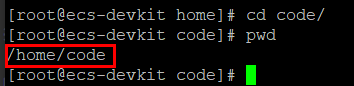 [root@ecs-devkit home]# cd code/
[root@ecs-devkit code]# pwd
/home/code
[root@ecs-devkit code]#